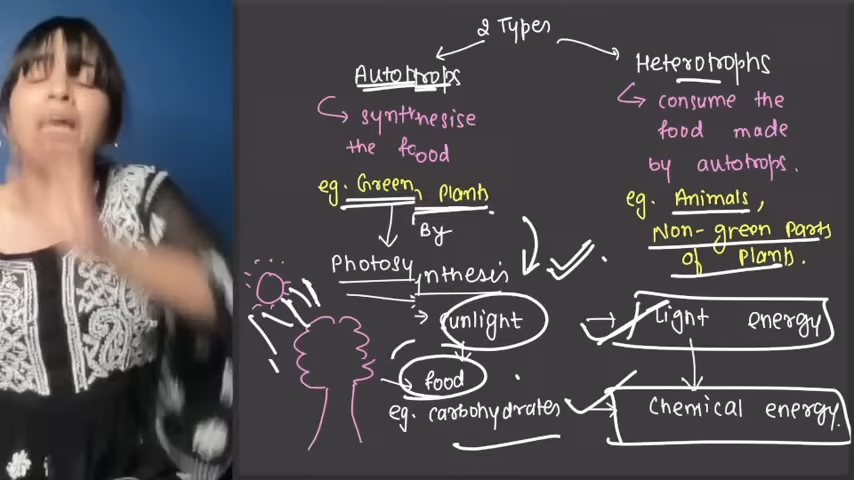 2 Types
Autotrops
synthesise
the food
eg. Green Plants
By
Photosynthesis
sunlight
food
eg. carbohydrates
Heterotrophs
consume the
food made
by autotrops.
eg. Animals,
Non-green Parts
of Plants.
Light energy
Chemical energy.